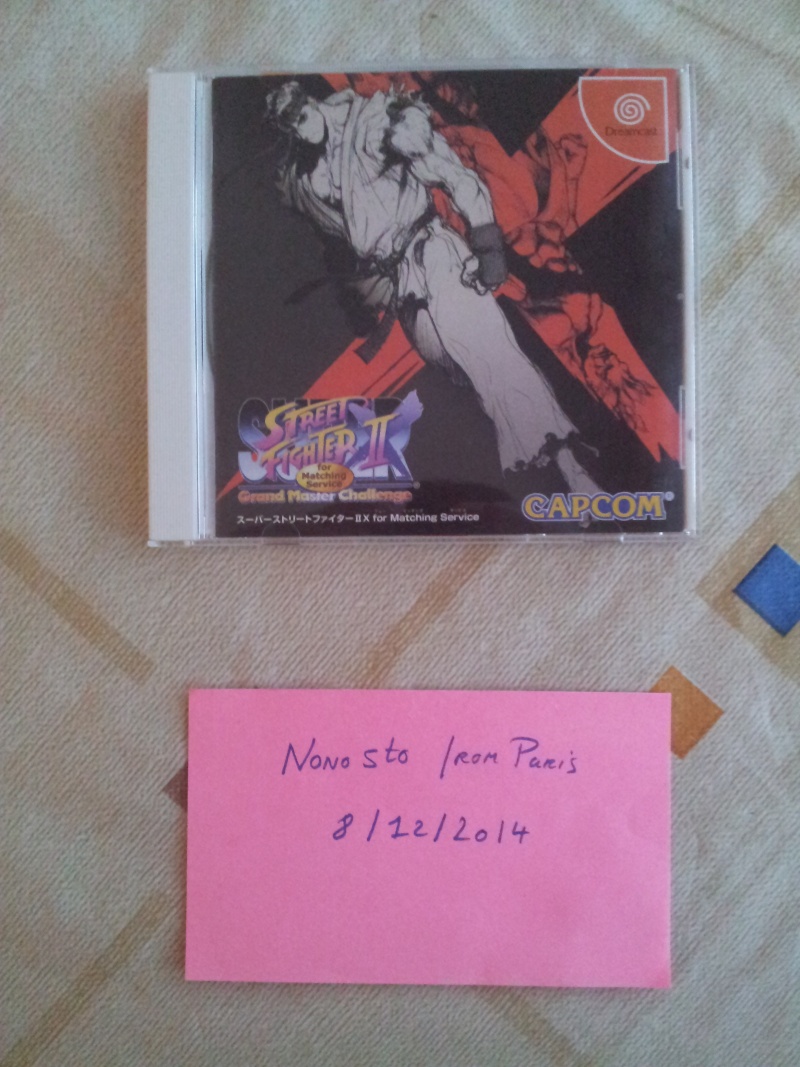 Dreamcast
SUPER
STREET
FIGHTER II X
for
Matching
Service
Grand Master Challenge
スーパーストリートファイターII X for Matching Service
CAPCOM®
Nonosto from Paris
8/12/2014